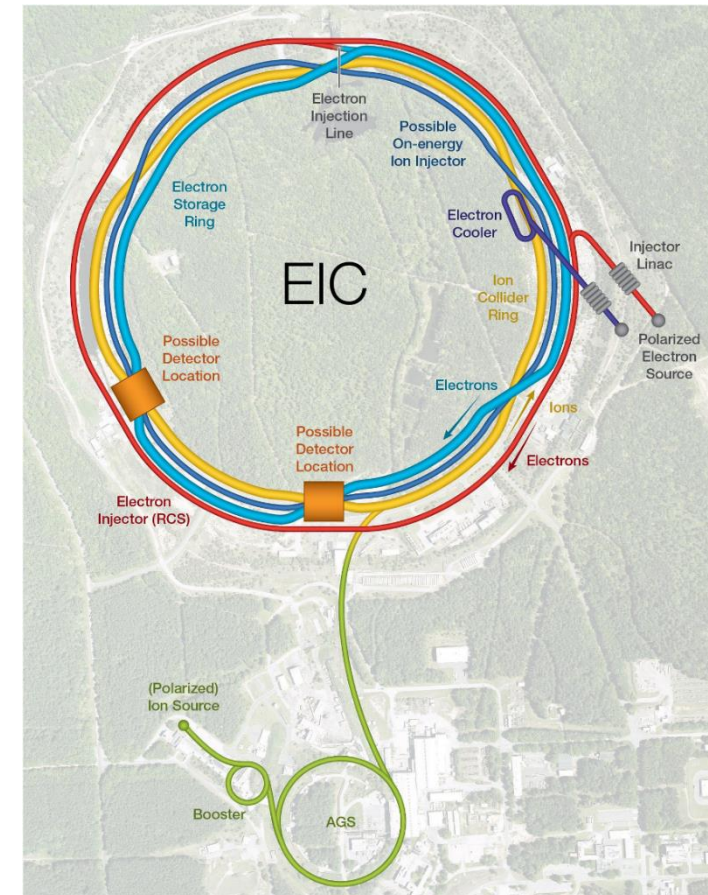 Electron
Injection
Line
Possible
On-energy
Ion Injector
Electron
Storage
Ring
Electron
Cooler
Injector
Linac
EIC
Ion
Collider
Ring
Polarized
Electron
Source
Possible
Detector
Location
Electrons
Ions
Possible
Detector
Location
Electrons
Electron
Injector (RCS)
(Polarized)
Ion Source
Booster
AGS